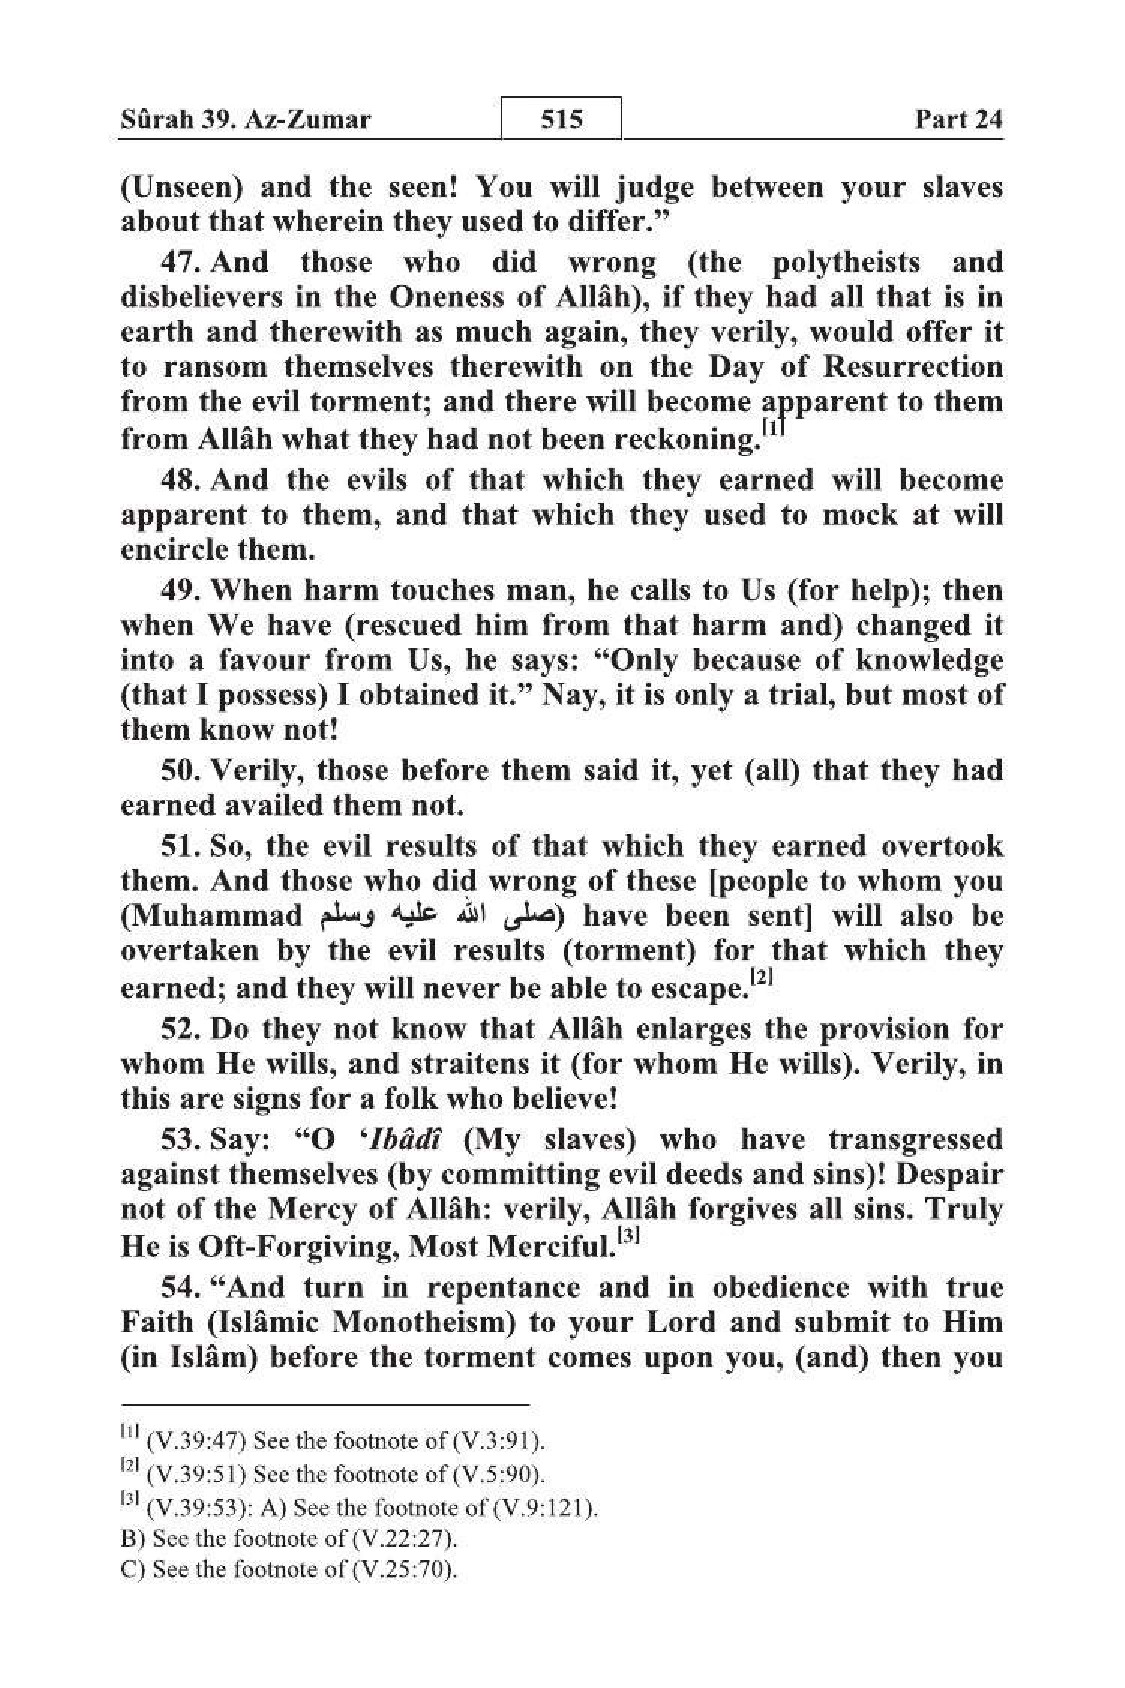 Sûrah 39. Az-Zumar 515 Part 24
(Unseen) and the seen! You will judge between your slaves
about that wherein they used to differ.”
47. And those who did wrong (the polytheists and
disbelievers in the Oneness of Allâh), if they had all that is in
earth and therewith as much again, they verily, would offer it
to ransom themselves therewith on the Day of Resurrection
from the evil torment; and there will become apparent to them
from Allâh what they had not been reckoning.[1]
48. And the evils of that which they earned will become
apparent to them, and that which they used to mock at will
encircle them.
49. When harm touches man, he calls to Us (for help); then
when We have (rescued him from that harm and) changed it
into a favour from Us, he says: “Only because of knowledge
(that I possess) I obtained it.” Nay, it is only a trial, but most of
them know not!
50. Verily, those before them said it, yet (all) that they had
earned availed them not.
51. So, the evil results of that which they earned overtook
them. And those who did wrong of these [people to whom you
(Muhammad صلى الله عليه وسلم) have been sent] will also be
overtaken by the evil results (torment) for that which they
earned; and they will never be able to escape.[2]
52. Do they not know that Allâh enlarges the provision for
whom He wills, and straitens it (for whom He wills). Verily, in
this are signs for a folk who believe!
53. Say: “O ‘Ibâdî (My slaves) who have transgressed
against themselves (by committing evil deeds and sins)! Despair
not of the Mercy of Allâh: verily, Allâh forgives all sins. Truly
He is Oft-Forgiving, Most Merciful.[3]
54. “And turn in repentance and in obedience with true
Faith (Islâmic Monotheism) to your Lord and submit to Him
(in Islâm) before the torment comes upon you, (and) then you
[1] (V.39:47) See the footnote of (V.3:91).
[2] (V.39:51) See the footnote of (V.5:90).
[3] (V.39:53): A) See the footnote of (V.9:121).
B) See the footnote of (V.22:27).
C) See the footnote of (V.25:70).